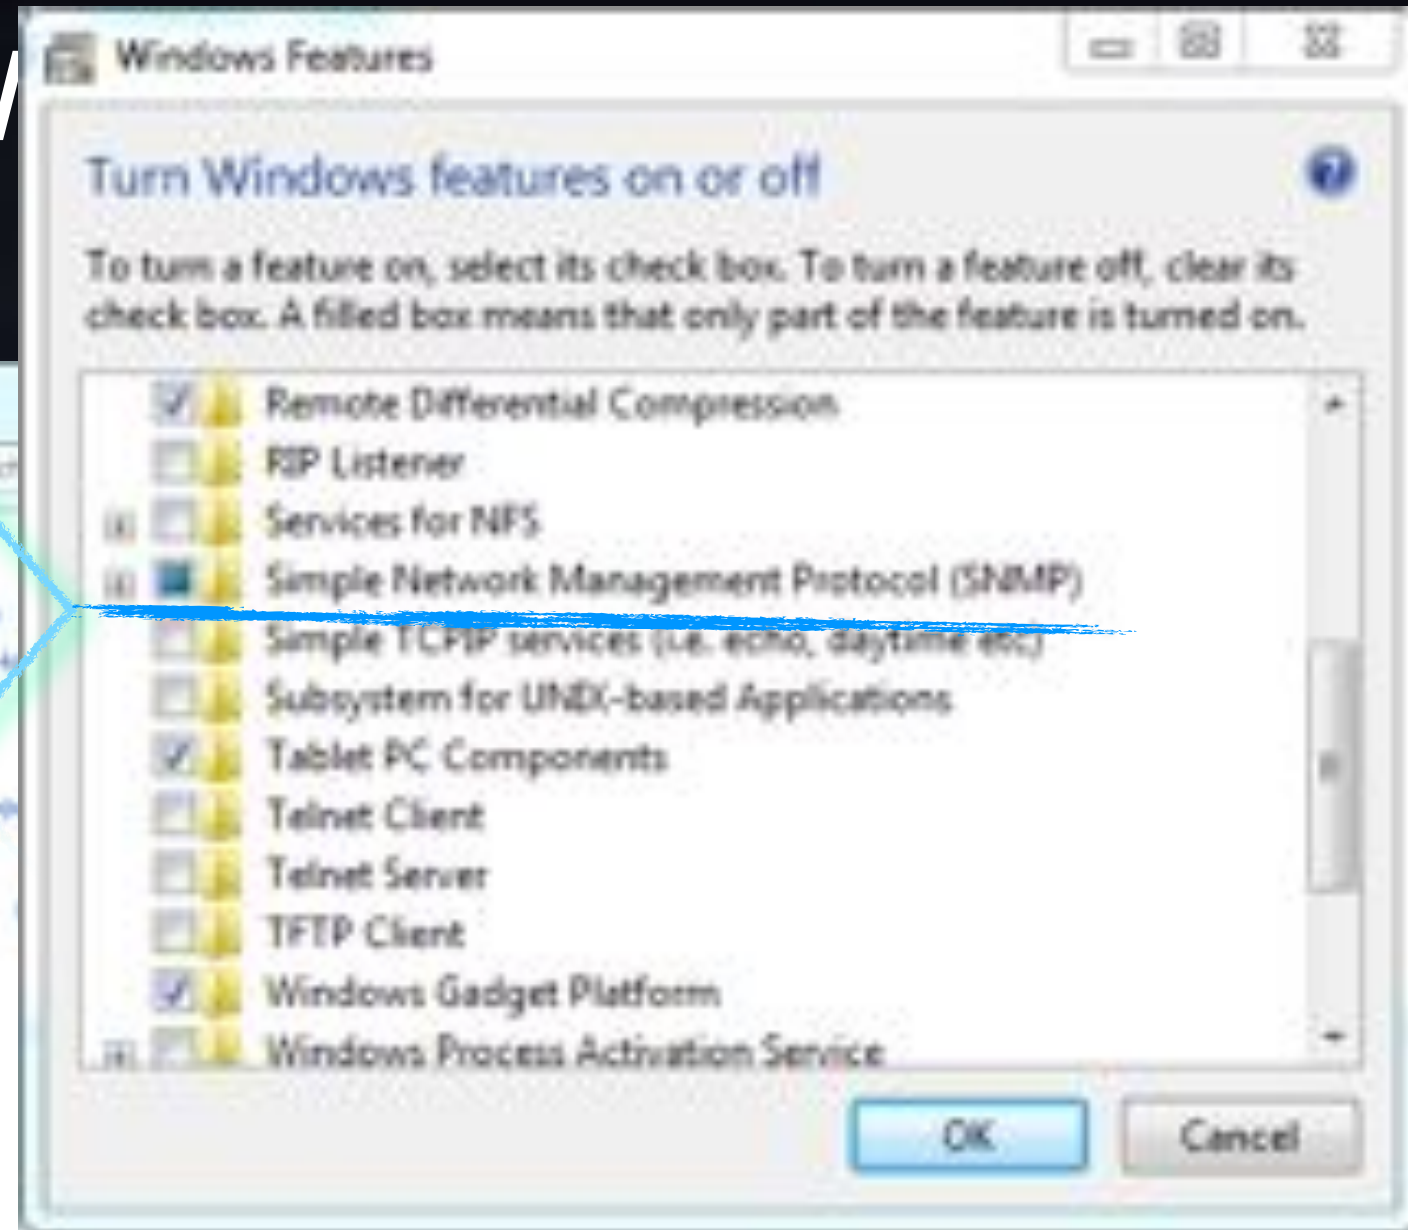 Windows Features
Turn Windows features on or off
To turn a feature on, select its check box. To turn a feature off, clear its
check box. A filled box means that only part of the feature is turned on.
Remote Differential Compression
RIP Listener
Services for NFS
Simple Network Management Protocol (SNMP)
Simple TCPIP services (i.e. echo, daytime etc)
Subsystem for UNIX-based Applications
Tablet PC Components
Telnet Client
Telnet Server
TFTP Client
Windows Gadget Platform
Windows Process Activation Service
OK
Cancel